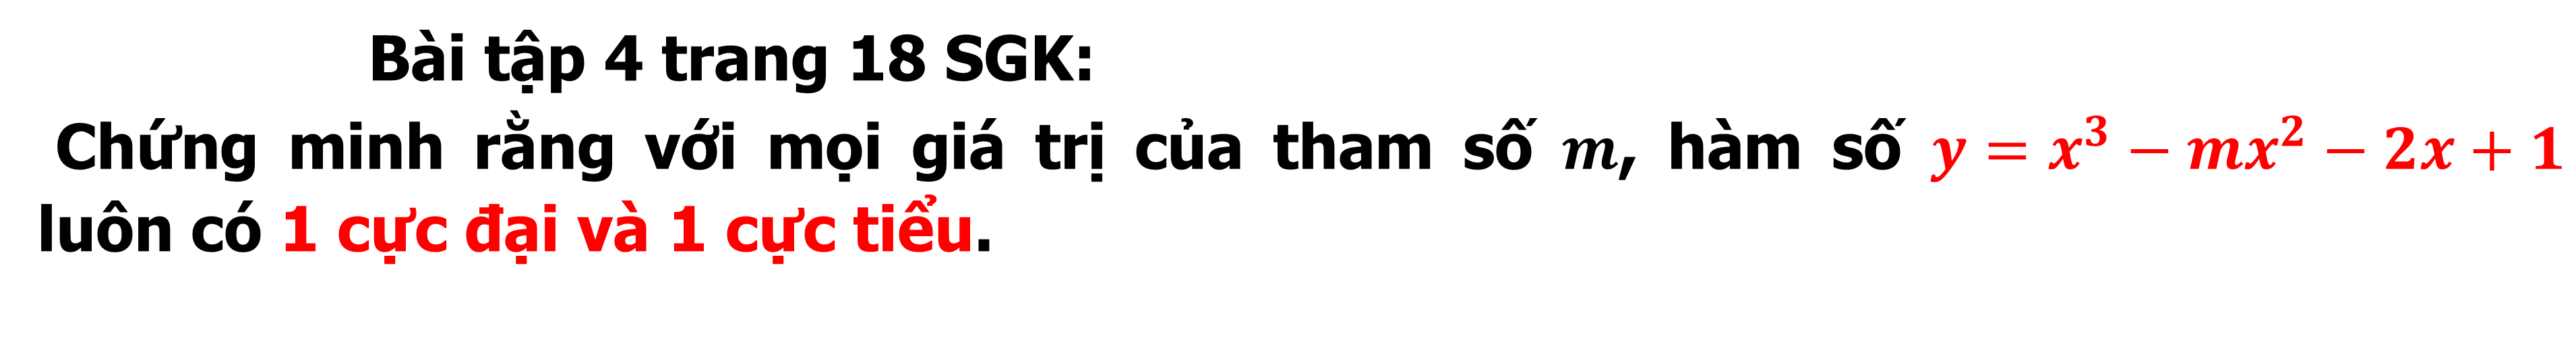 Bài tập 4 trang 18 SGK:
Chứng minh rằng với mọi giá trị của tham số m, hàm số y = x³ − mx² − 2x + 1
luôn có 1 cực đại và 1 cực tiểu.